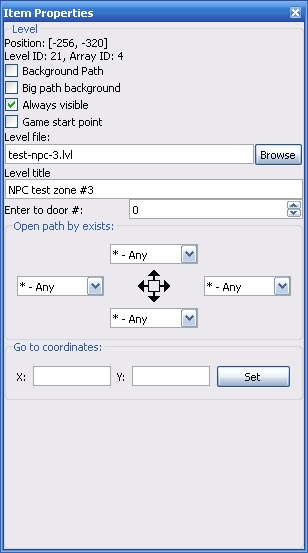 Item Properties
Level
Position: [-256, -320]
Level ID: 21, Array ID: 4
Background Path
Big path background
Always visible
Game start point
Level file:
test-npc-3.lvl Browse
Level title
NPC test zone #3
Enter to door #: 0
Open path by exists:
* - Any
* - Any * - Any
* - Any
Go to coordinates:
X: Y: Set